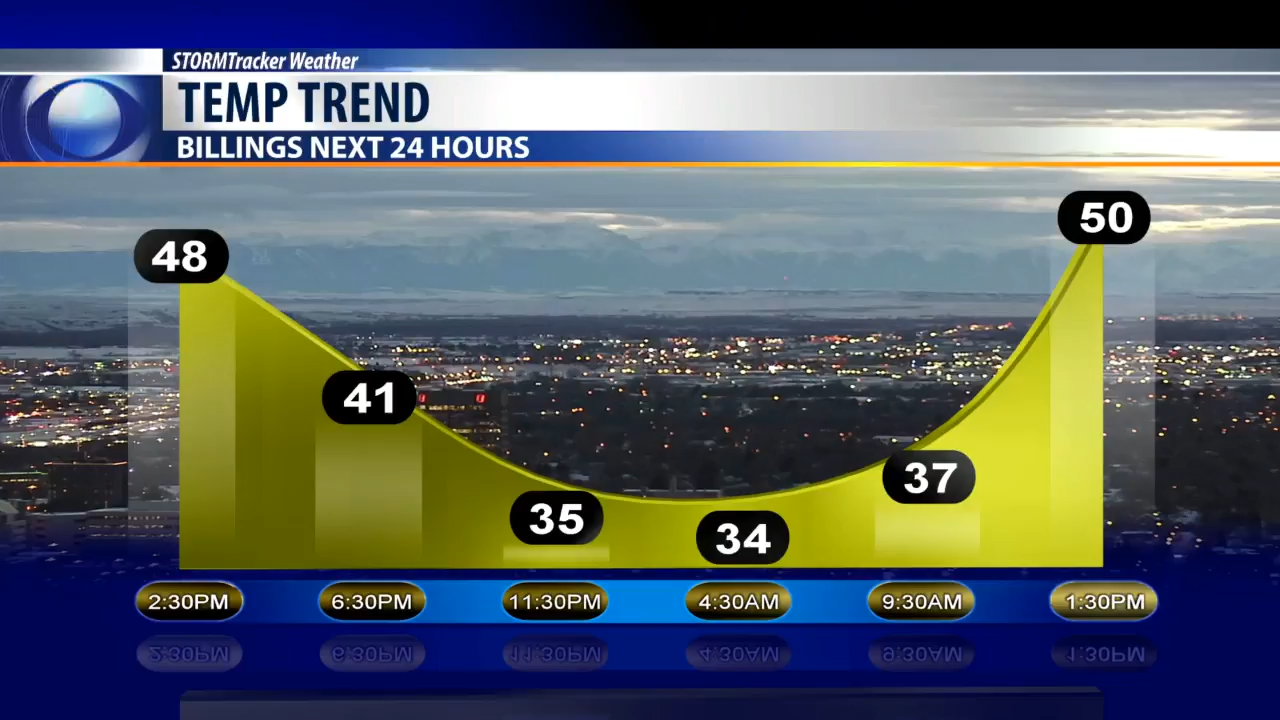 STORMTracker Weather
TEMP TREND
BILLINGS NEXT 24 HOURS
48
41
35
34
37
50
2:30PM
6:30PM
11:30PM
4:30AM
9:30AM
1:30PM